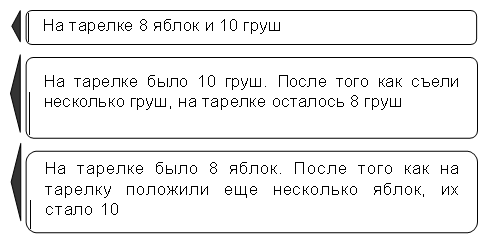 На тарелке 8 яблок и 10 груш
На тарелке было 10 груш. После того как съели
несколько груш, на тарелке осталось 8 груш
На тарелке было 8 яблок. После того как на
тарелку положили еще несколько яблок, их
стало 10